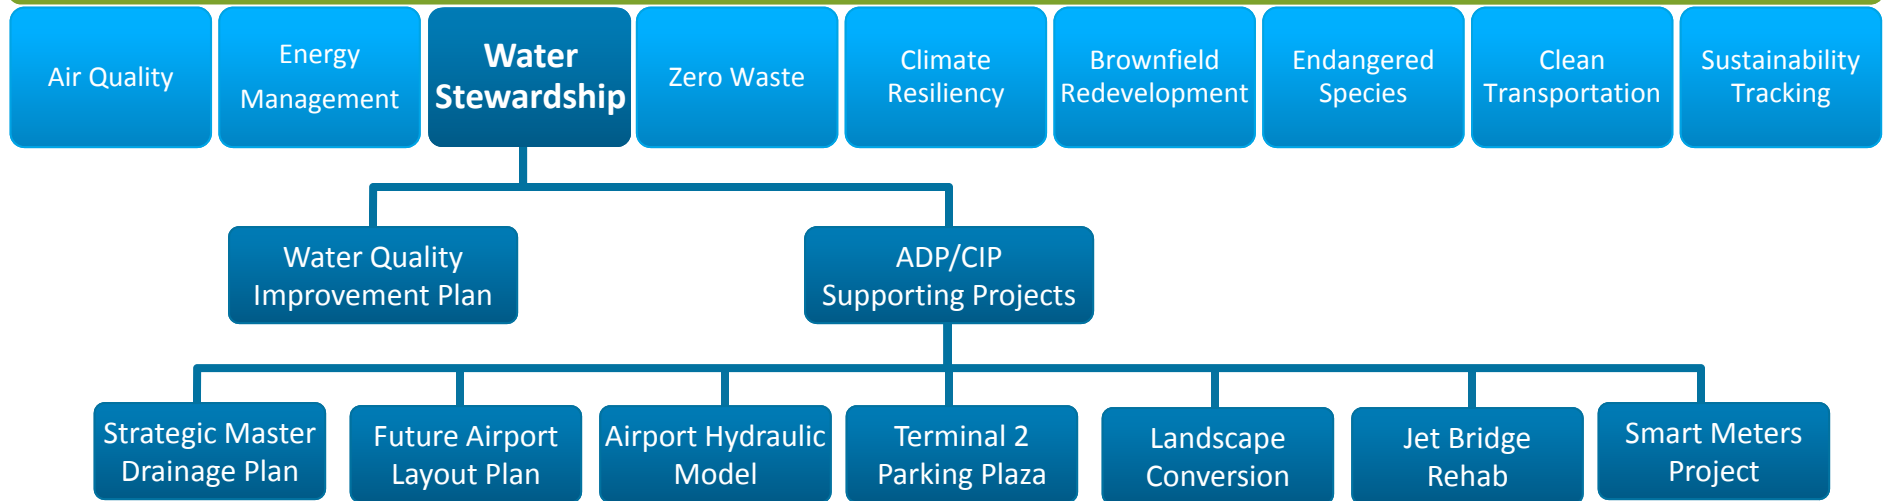 Air Quality
Energy
Management
Water
Stewardship
Zero Waste
Climate
Resiliency
Brownfield
Redevelopment
Endangered
Species
Clean
Transportation
Sustainability
Tracking
Water Quality
Improvement Plan
ADP/CIP
Supporting Projects
Strategic Master
Drainage Plan
Future Airport
Layout Plan
Airport Hydraulic
Model
Terminal 2
Parking Plaza
Landscape
Conversion
Jet Bridge
Rehab
Smart Meters
Project